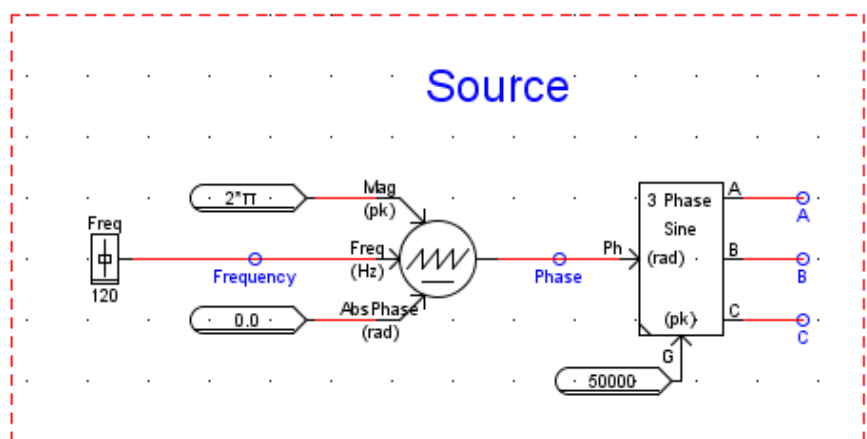 Source
2*π
Mag
(pk)
3 Phase
Sine
(rad)
(pk)
A
A
Freq
120
Frequency
Freq
(Hz)
Phase
Ph
B
B
0.0
AbsPhase
(rad)
C
C
G
50000